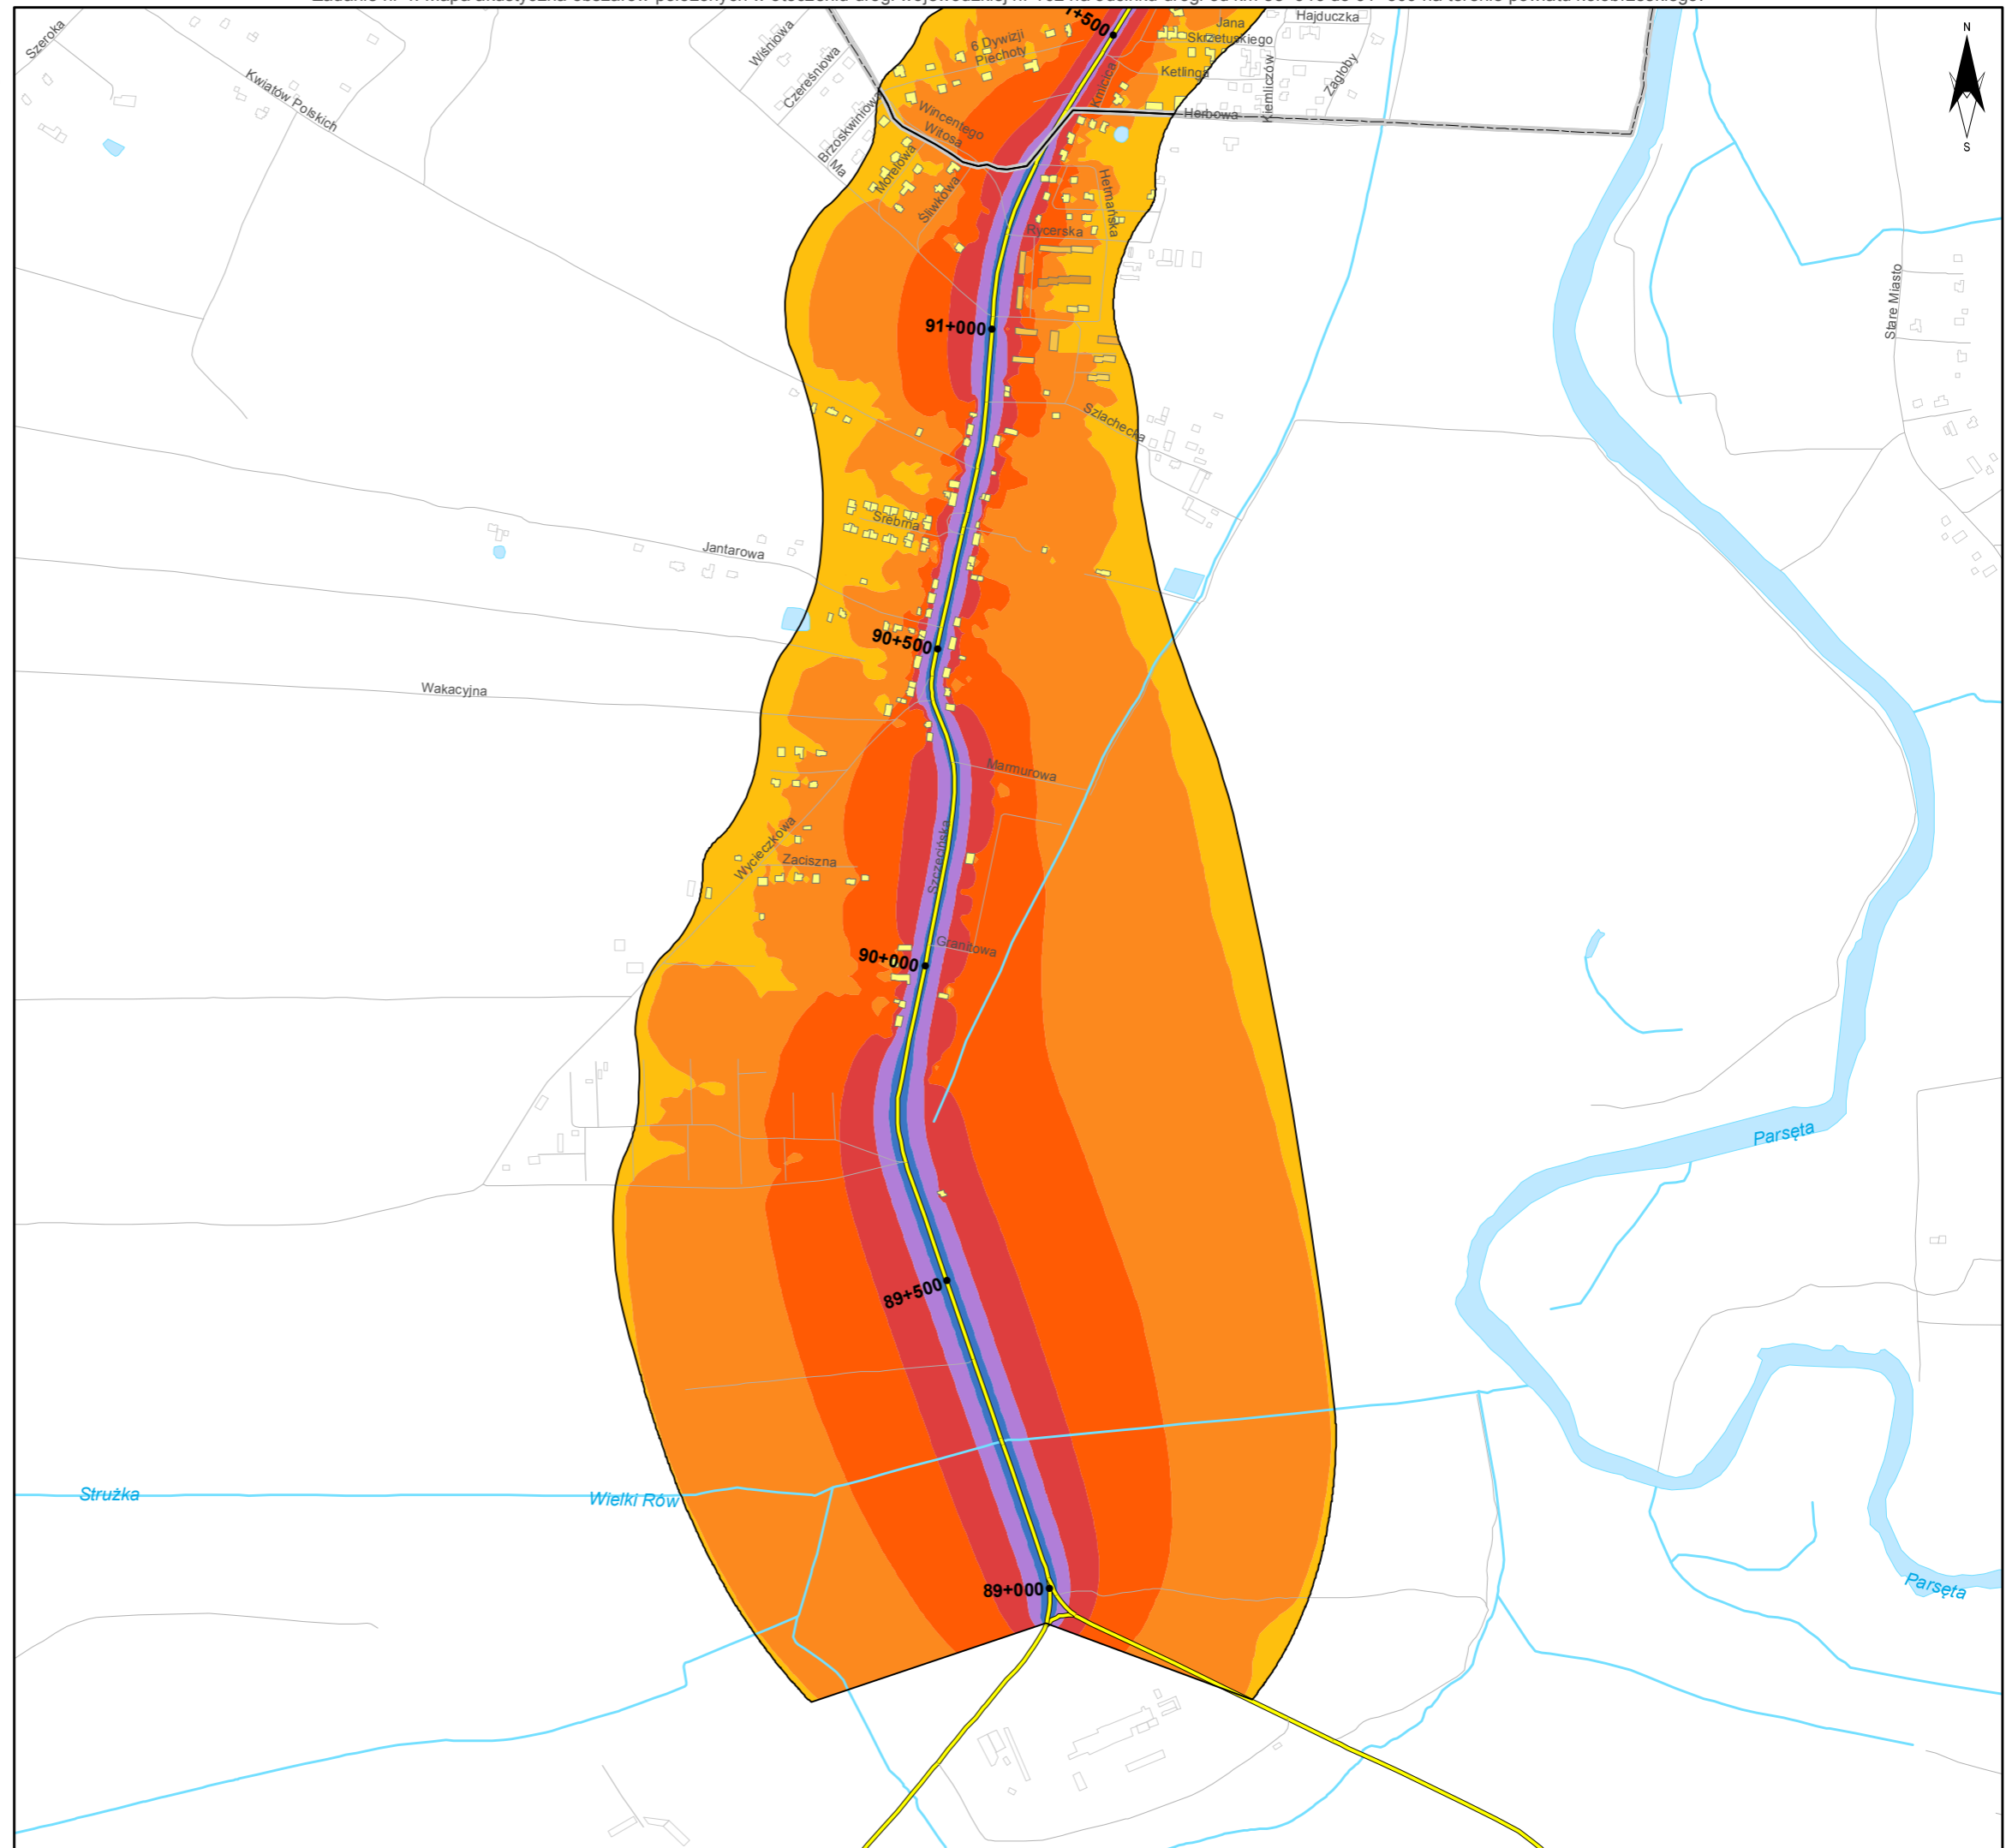 Szeroka
Kwiatów Polskich
Wiśniowa
Czereśniowa
Brzoskwiniowa
Ma
6 Dywizji
Piechoty
Wincentego
Witosa
Morelowa
Śliwkowa
Kmicica
Jana
Skrzetuskiego
Hajduczka
Ketlinga
Kiemliczów
Zagłoby
Herbowa
N
S
Hetmańska
Rycerska
Stare Miasto
91+000
Szlachecka
Srebrna
Jantarowa
90+500
Wakacyjna
Marmurowa
Szczecińska
Wycieczkowa
Zaciszna
Granitowa
90+000
Parsęta
89+500
Strużka
Wielki Rów
89+000
Parsęta